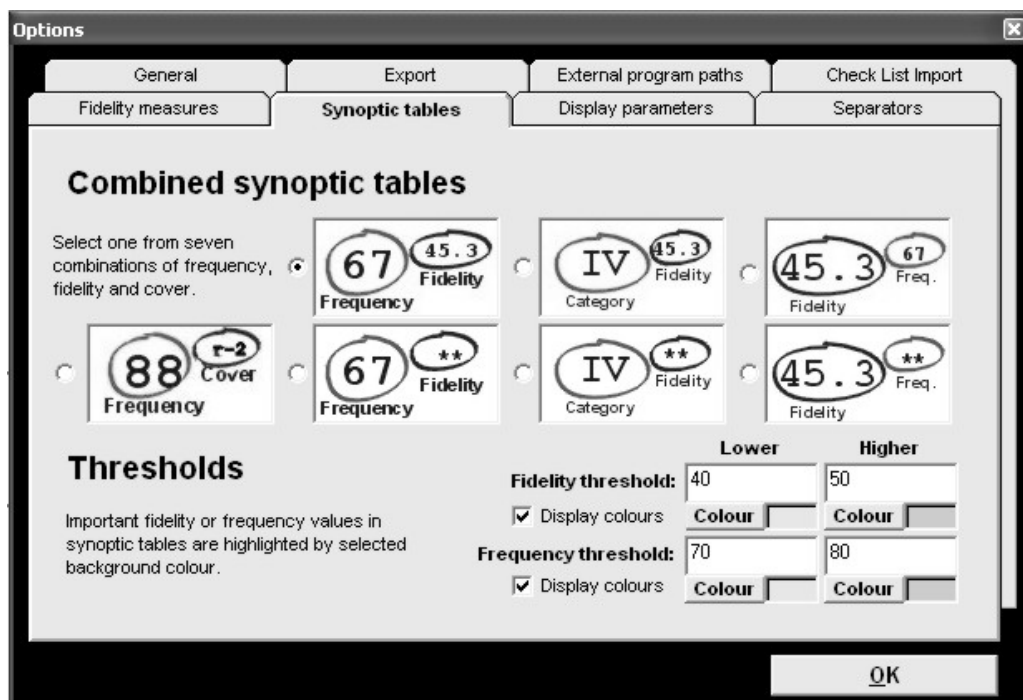 Options
General Export External program paths Check List Import
Fidelity measures Synoptic tables Display parameters Separators
Combined synoptic tables
Select one from seven
combinations of frequency,
fidelity and cover.
67 45.3
Frequency Fidelity
IV 45.3
Category Fidelity
45.3 67
Fidelity Freq.
88 r-2
Frequency Cover
67 **
Frequency Fidelity
IV **
Category Fidelity
45.3 **
Fidelity Freq.
Thresholds
Important fidelity or frequency values in
synoptic tables are highlighted by selected
background colour.
Lower Higher
Fidelity threshold: 40 50
Display colours Colour Colour
Frequency threshold: 70 80
Display colours Colour Colour
OK